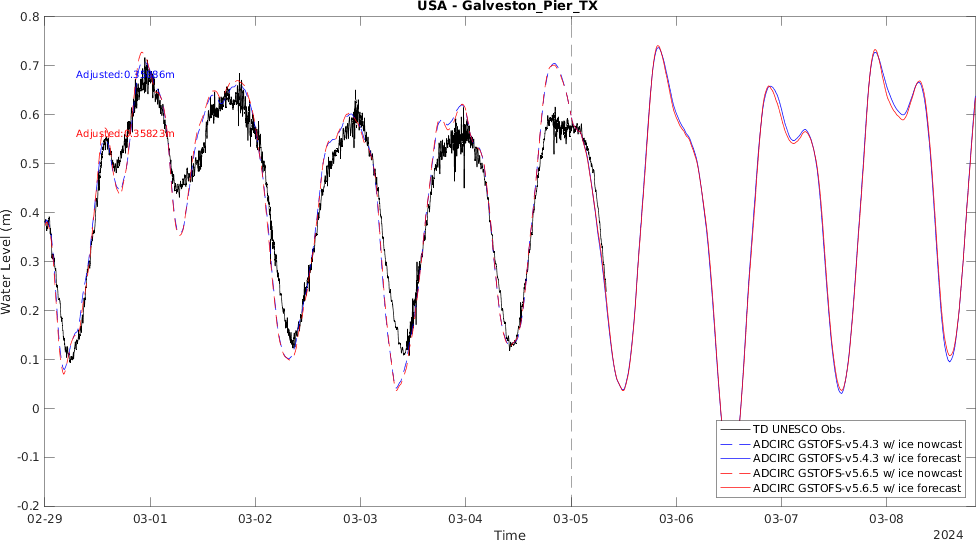 USA - Galveston_Pier_TX
0.8
0.7
Adjusted:0.35486m
0.6
Adjusted:0.35823m
0.5
0.4
Water Level (m)
0.3
0.2
0.1
0
TD UNESCO Obs.
ADCIRC GSTOFS-v5.4.3 w/ ice nowcast
ADCIRC GSTOFS-v5.4.3 w/ ice forecast
ADCIRC GSTOFS-v5.6.5 w/ ice nowcast
ADCIRC GSTOFS-v5.6.5 w/ ice forecast
-0.1
-0.2
02-29 03-01 03-02 03-03 03-04 03-05 03-06 03-07 03-08
Time
2024